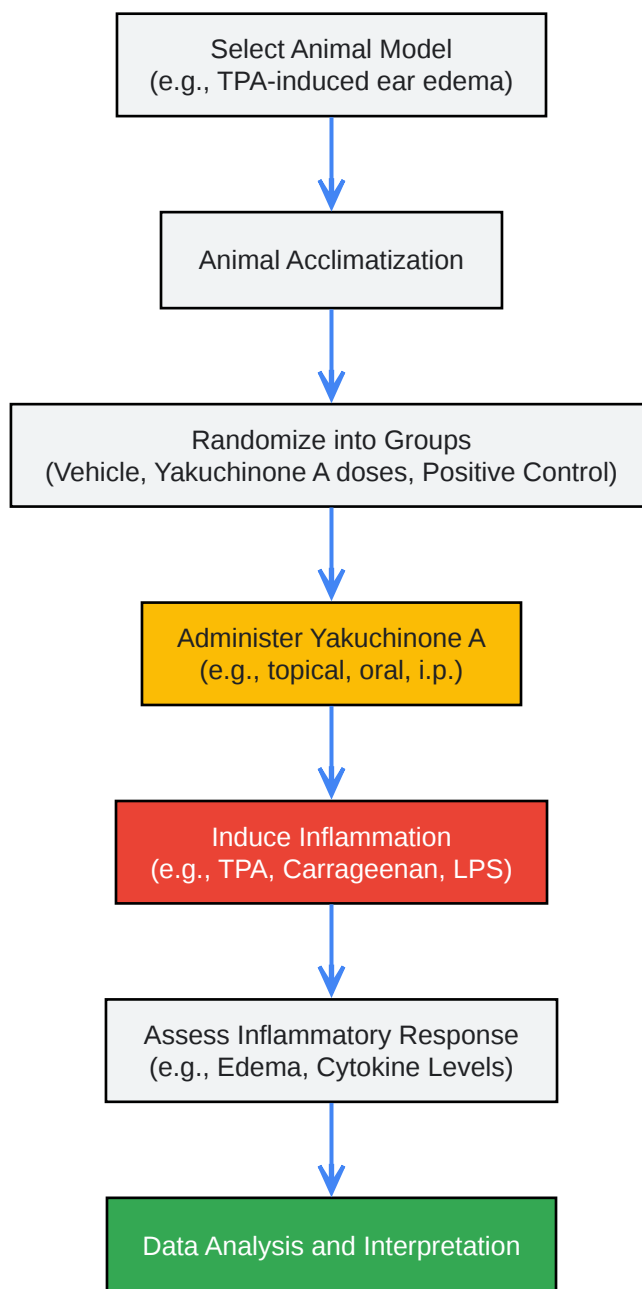 Select Animal Model
(e.g., TPA-induced ear edema)
Animal Acclimatization
Randomize into Groups
(Vehicle, Yakuchinone A doses, Positive Control)
Administer Yakuchinone A
(e.g., topical, oral, i.p.)
Induce Inflammation
(e.g., TPA, Carrageenan, LPS)
Assess Inflammatory Response
(e.g., Edema, Cytokine Levels)
Data Analysis and Interpretation